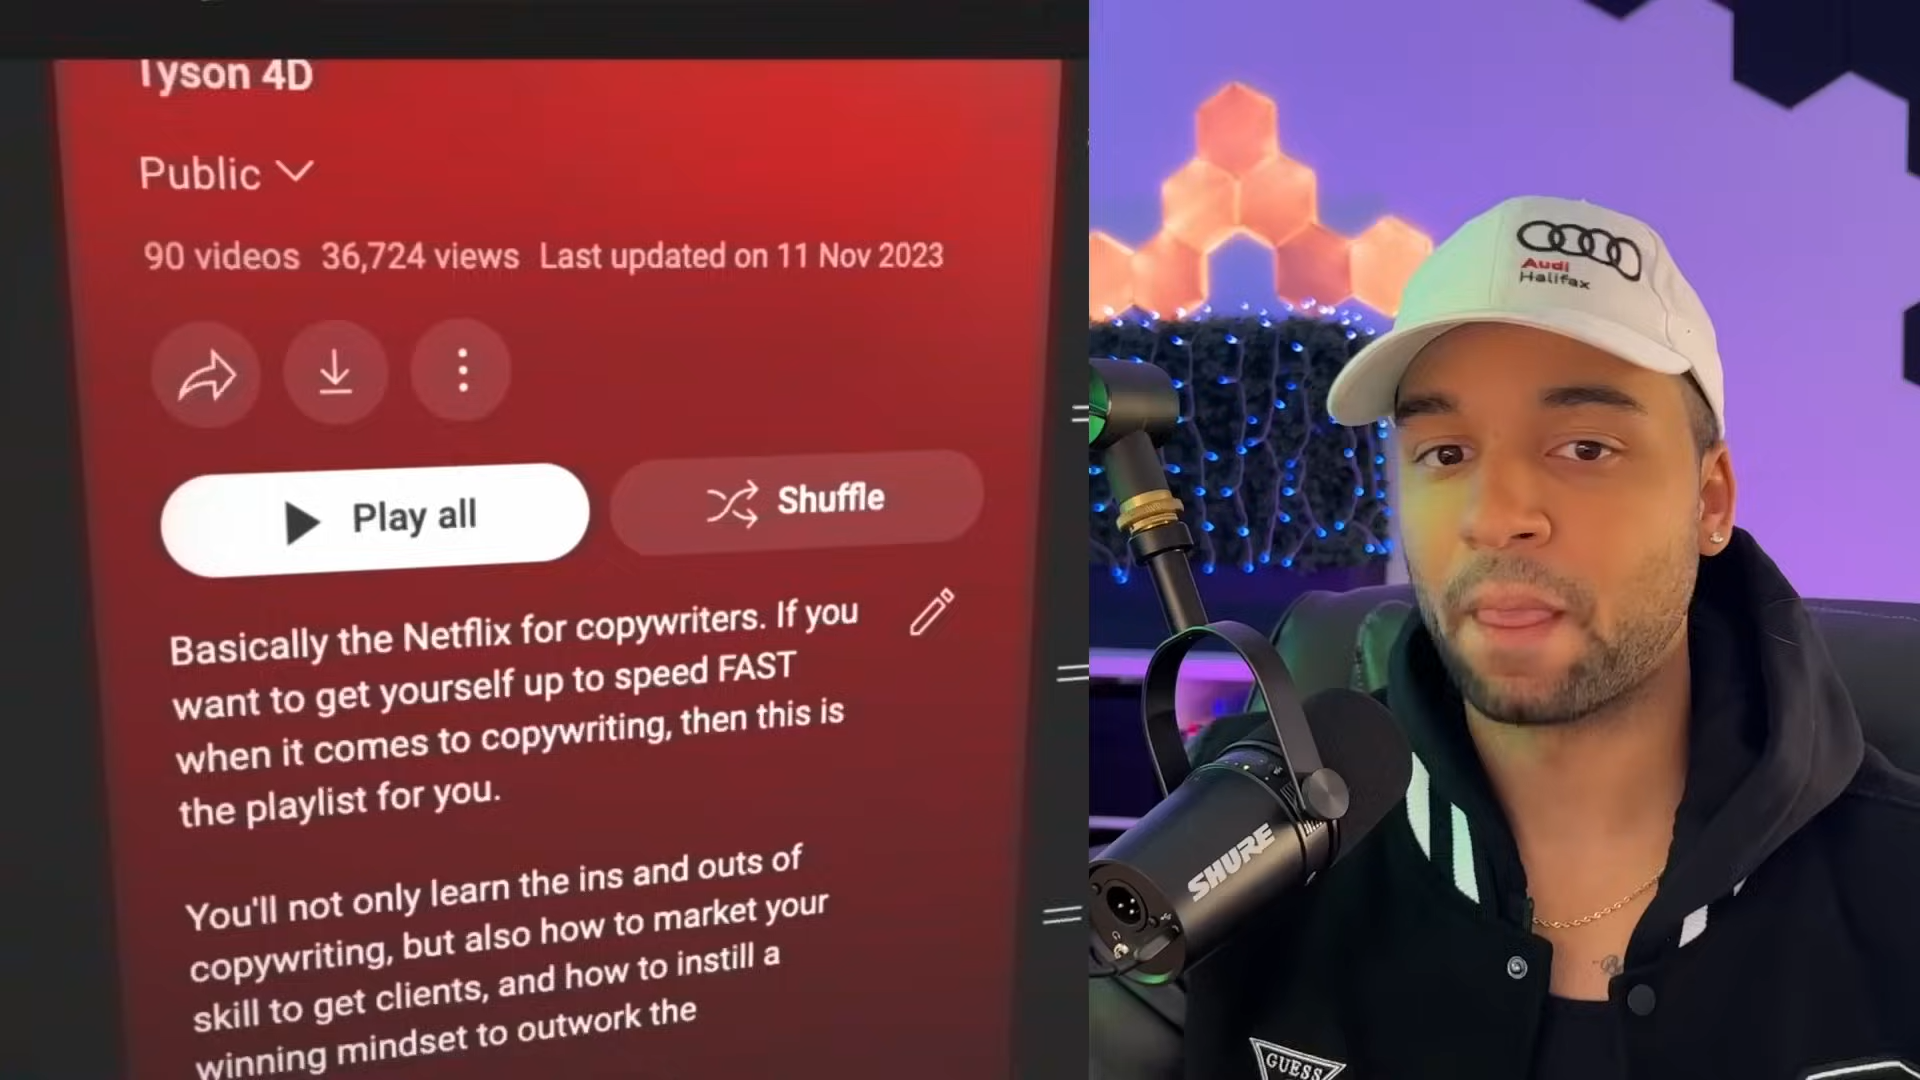 Tyson 4D
Public
90 videos 36,724 views Last updated on 11 Nov 2023
Play all
Shuffle
Basically the Netflix for copywriters. If you
want to get yourself up to speed FAST
when it comes to copywriting, then this is
the playlist for you.
You'll not only learn the ins and outs of
copywriting, but also how to market your
skill to get clients, and how to instill a
winning mindset to outwork the
Audi
Halifax
SHURE
GUESS